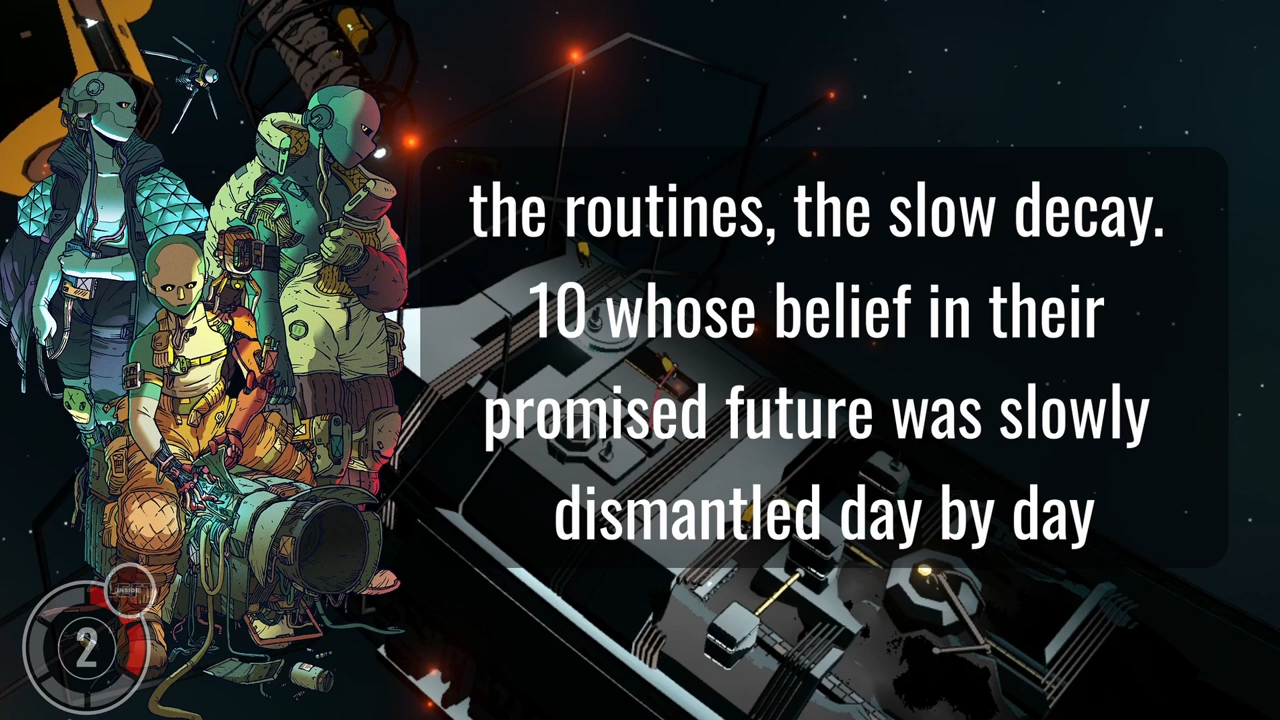 the routines, the slow decay.
10 whose belief in their
promised future was slowly
dismantled day by day
INSIDE
2